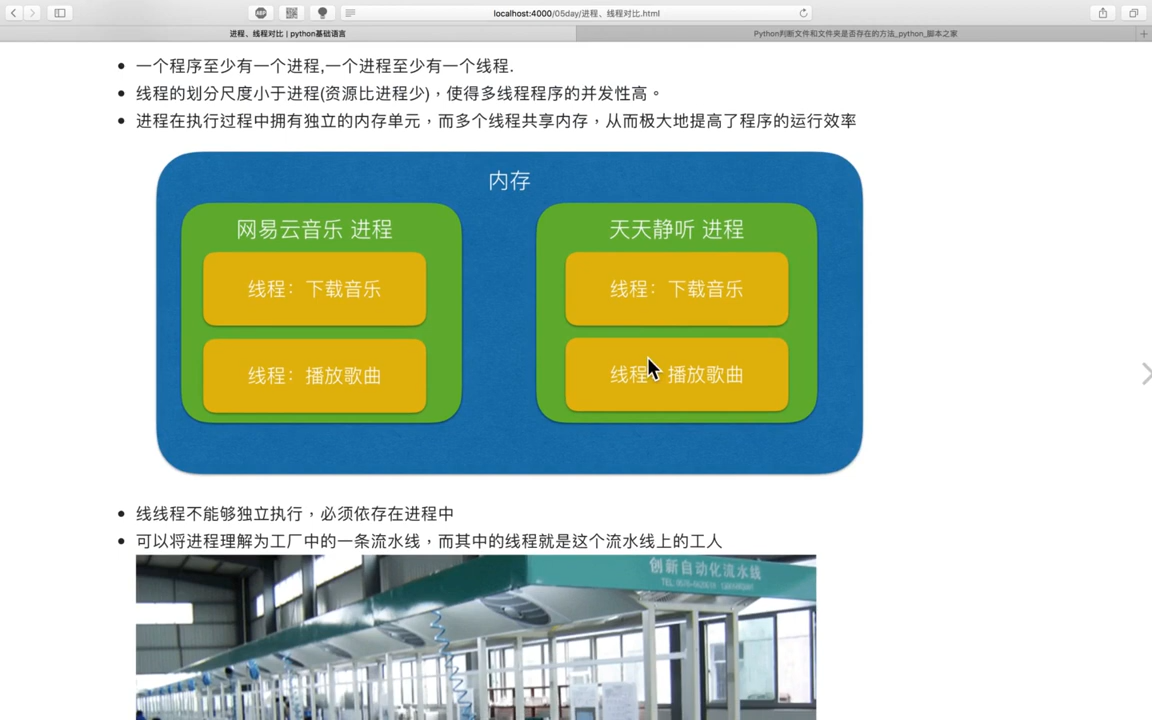 localhost:4000/05day/进程、线程对比.html
进程、线程对比 | python基础语言
Python判断文件和文件夹是否存在的方法_python_脚本之家
一个程序至少有一个进程,一个进程至少有一个线程.
线程的划分尺度小于进程(资源比进程少)，使得多线程程序的并发性高。
进程在执行过程中拥有独立的内存单元，而多个线程共享内存，从而极大地提高了程序的运行效率
内存
网易云音乐 进程
线程：下载音乐
线程：播放歌曲
天天静听 进程
线程：下载音乐
线程 播放歌曲
线线程不能够独立执行，必须依存在进程中
可以将进程理解为工厂中的一条流水线，而其中的线程就是这个流水线上的工人
创新自动化流水线